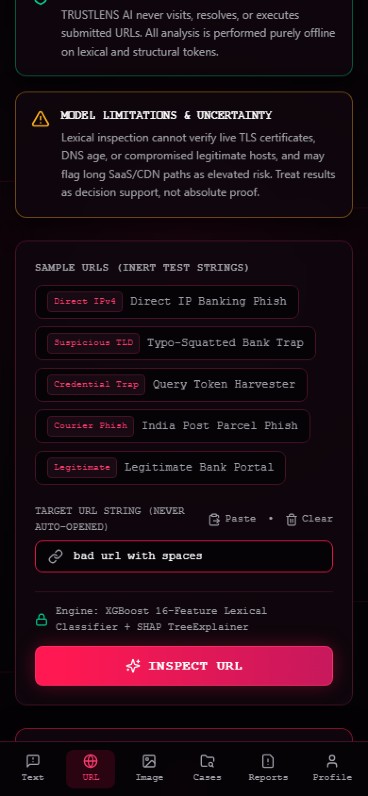 TRUSTLENS AI never visits, resolves, or executes
submitted URLs. All analysis is performed purely offline
on lexical and structural tokens.
MODEL LIMITATIONS & UNCERTAINTY
Lexical inspection cannot verify live TLS certificates,
DNS age, or compromised legitimate hosts, and may
flag long SaaS/CDN paths as elevated risk. Treat results
as decision support, not absolute proof.
SAMPLE URLS (INERT TEST STRINGS)
Direct IPv4 Direct IP Banking Phish
Suspicious TLD Typo-Squatted Bank Trap
Credential Trap Query Token Harvester
Courier Phish India Post Parcel Phish
Legitimate Legitimate Bank Portal
TARGET URL STRING (NEVER
AUTO-OPENED)
Paste • Clear
bad url with spaces
Engine: XGBoost 16-Feature Lexical
Classifier + SHAP TreeExplainer
INSPECT URL
Text URL Image Cases Reports Profile